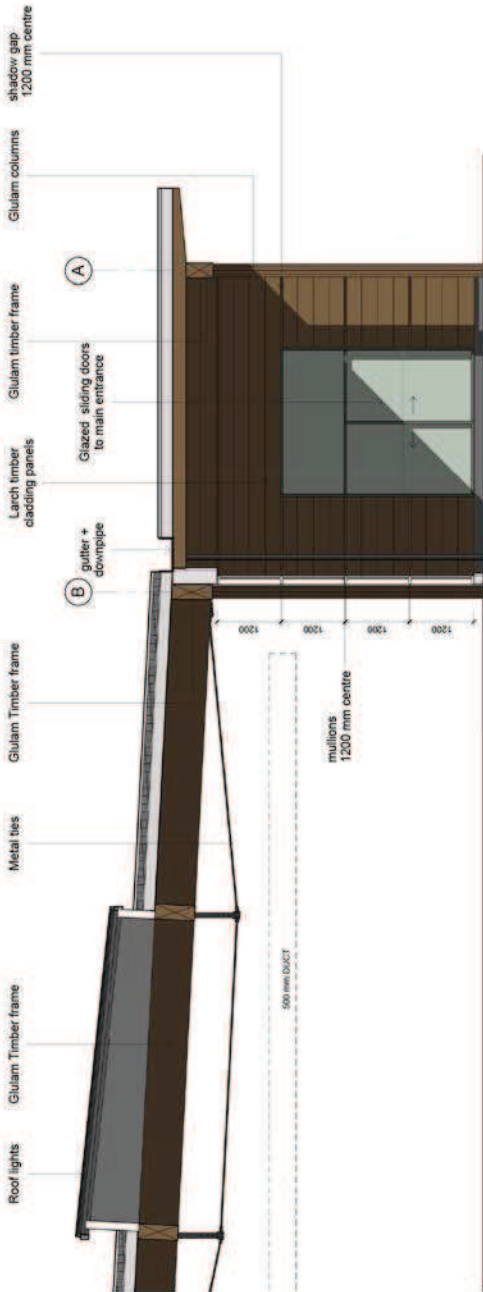 Roof lights
Glulam Timber frame
Metal ties
Glulam Timber frame
Larch timber
cladding panels
Glulam timber frame
Glulam columns
shadow gap
1200 mm centre
B
gutter +
downpipe
Glazed sliding doors
to main entrance
A
500 mm DUCT
mullions
1200 mm centre
1200
1200
1200
1200